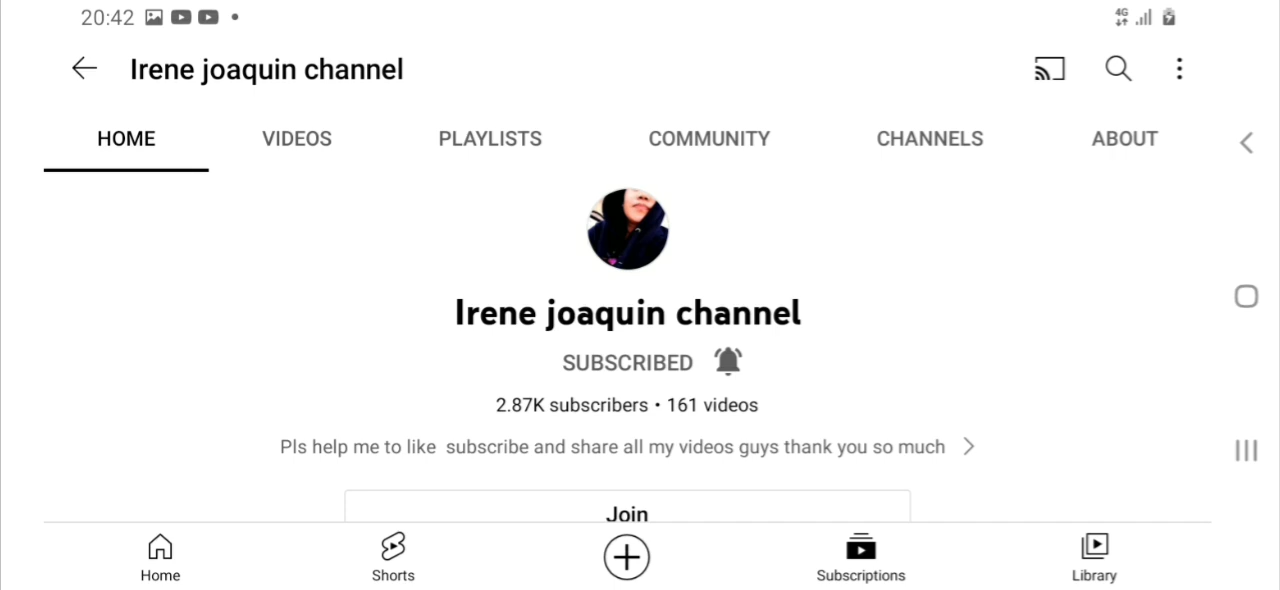 20:42
4G
Irene joaquin channel
HOME VIDEOS PLAYLISTS COMMUNITY CHANNELS ABOUT
Irene joaquin channel
SUBSCRIBED
2.87K subscribers • 161 videos
Pls help me to like  subscribe and share all my videos guys thank you so much
Join
Home Shorts Subscriptions Library